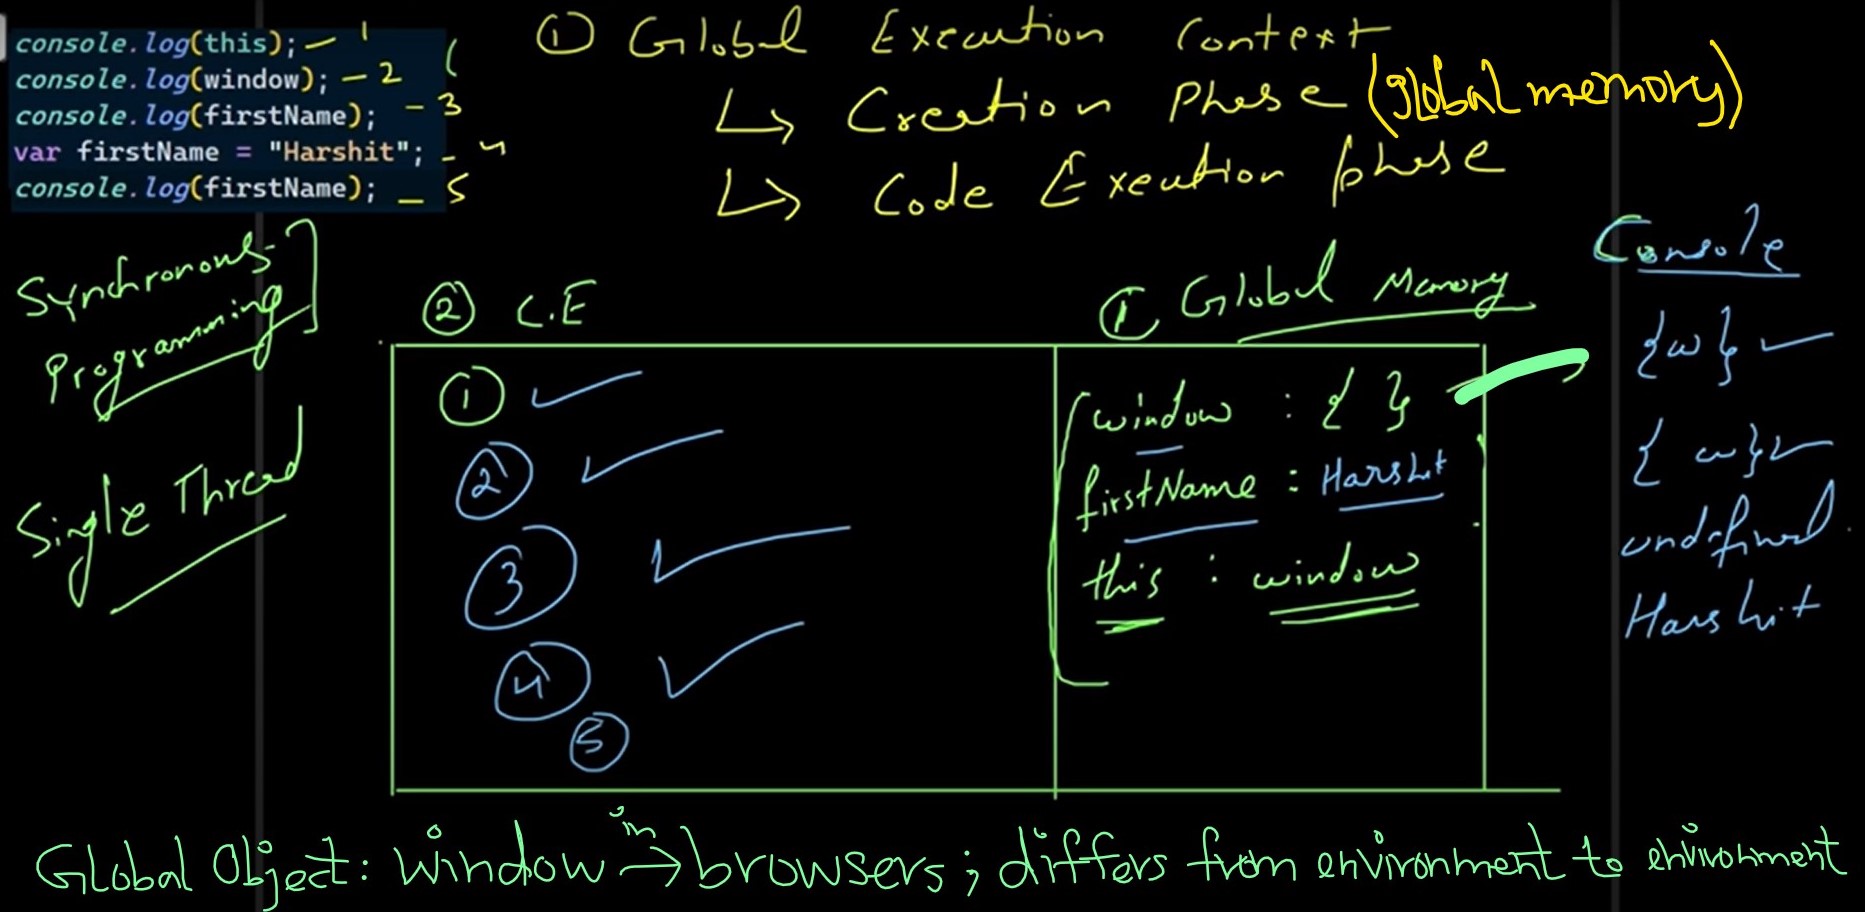 console.log(this); — 1
console.log(window); — 2
console.log(firstName); — 3
var firstName = "Harshit"; - 4
console.log(firstName); — 5
① Global Execution Context
↳ Creation Phase (global memory)
↳ Code Execution phase
Synchronous
Programming
Single Thread
② C.E
① Global Memory
Console
①
②
③
④
⑤
window : { }
firstName : Harshit
this : window
{w}
{w}
undefined
Harshit
Global Object: window in → browsers; differs from environment to environment